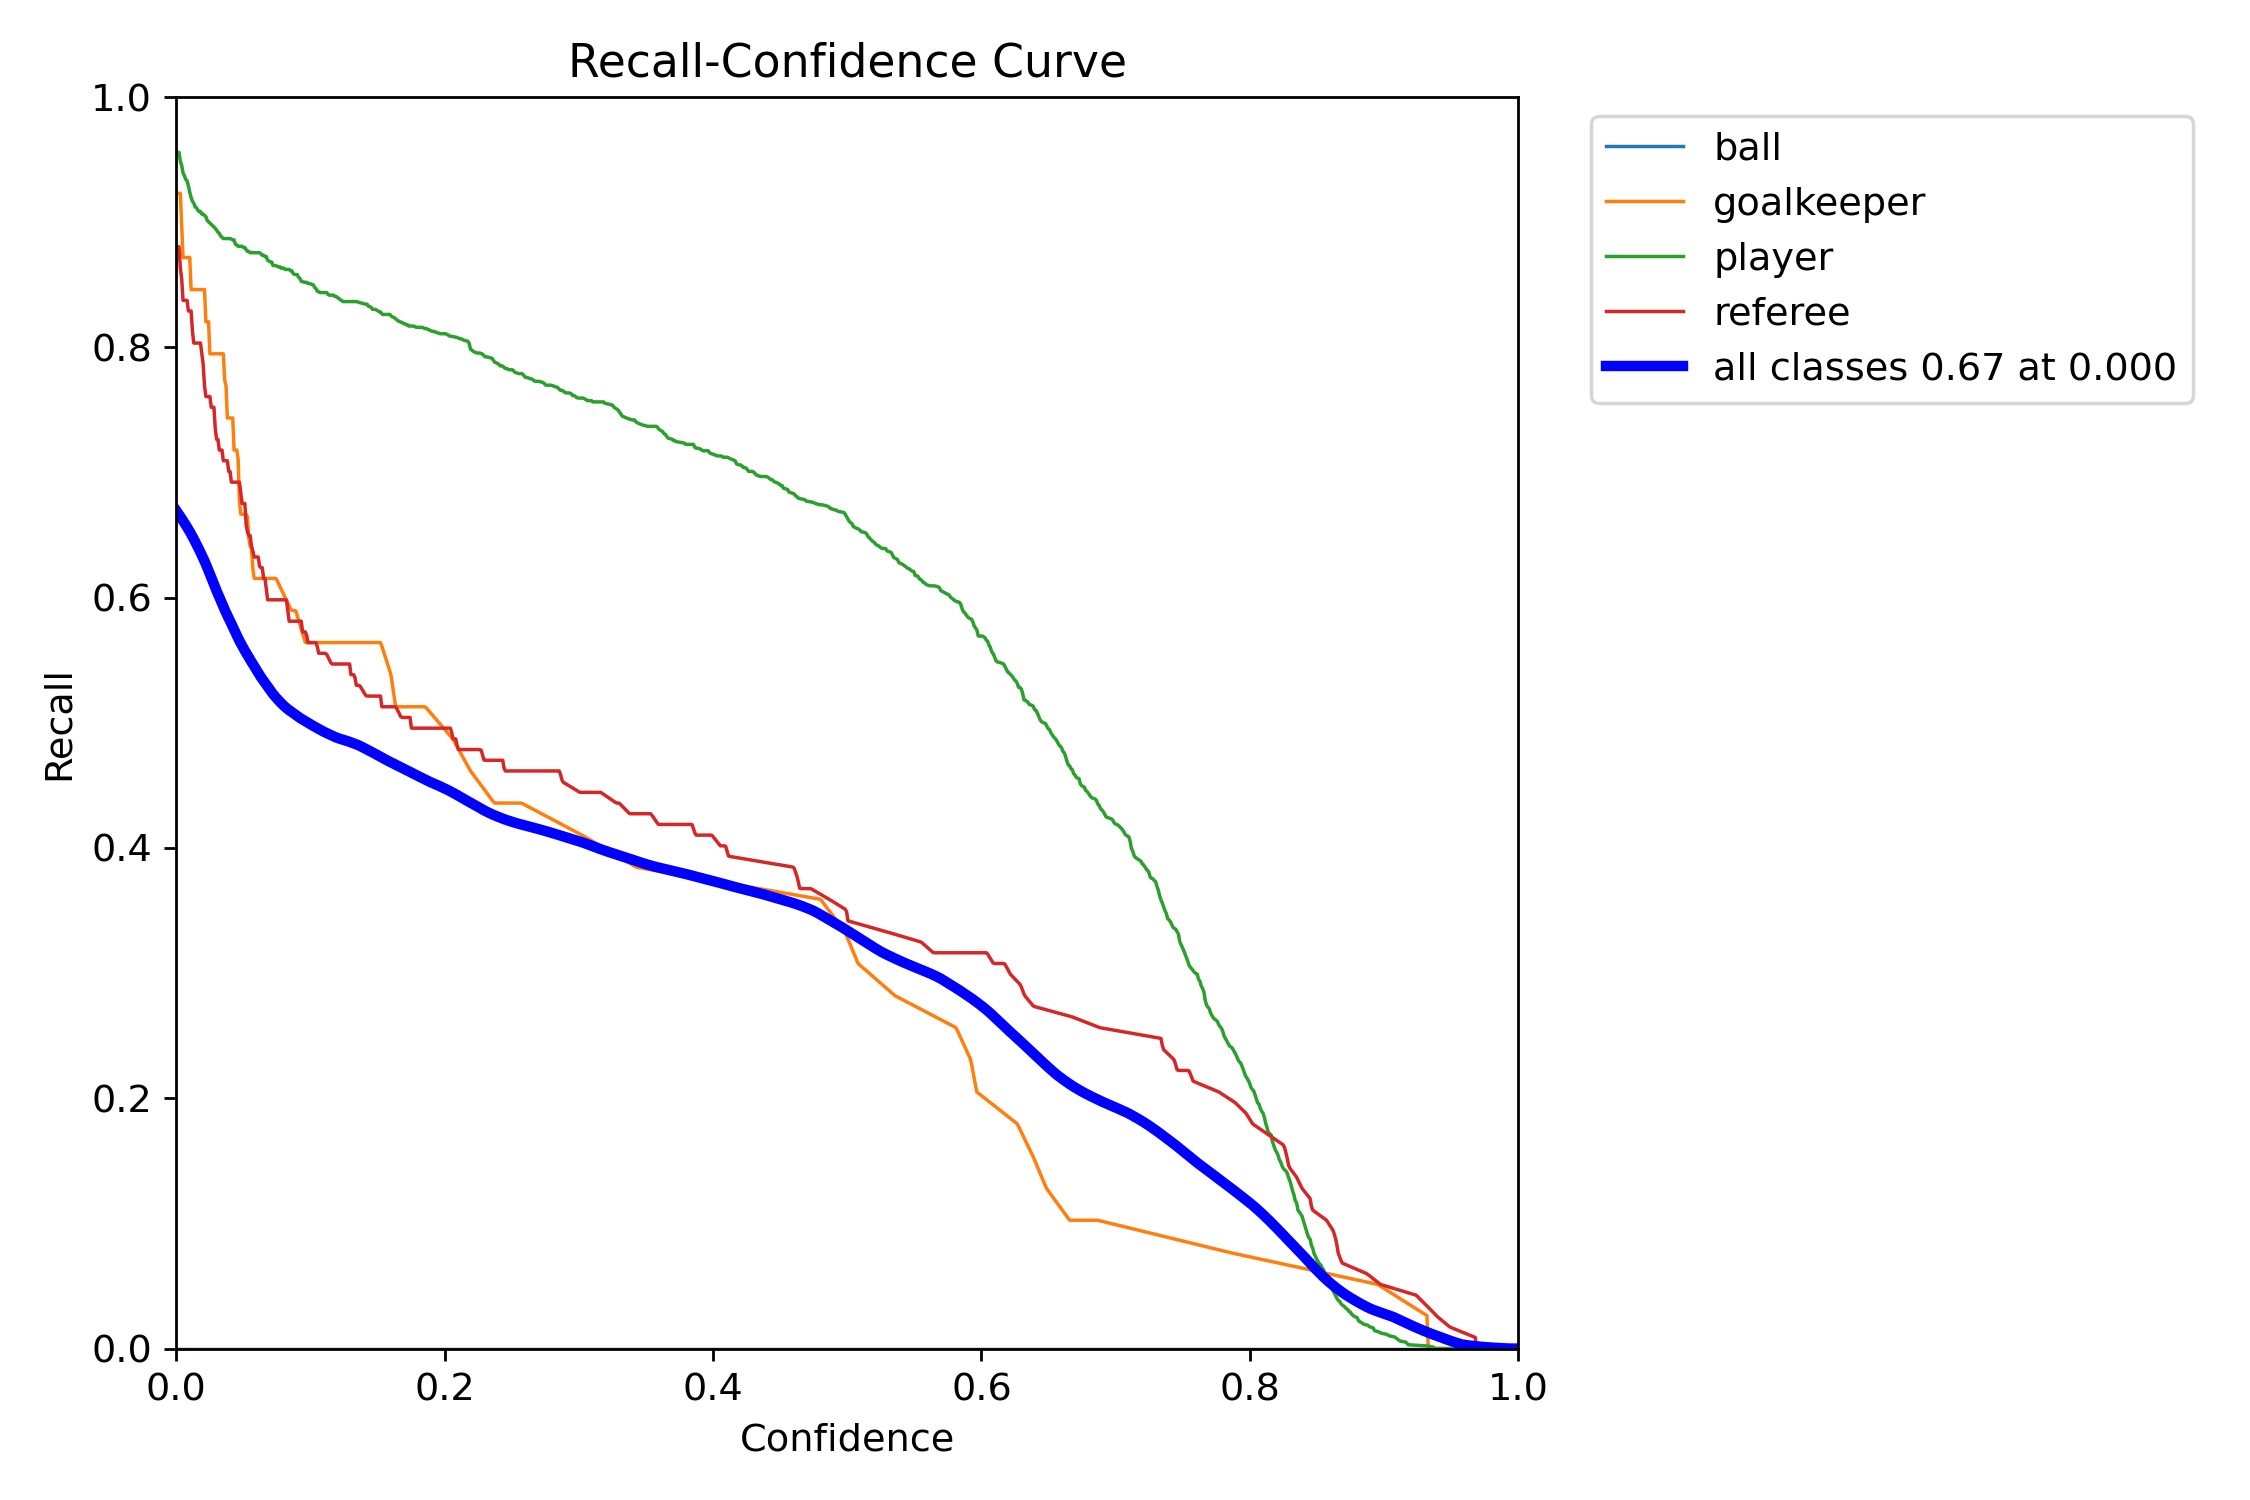 Recall-Confidence Curve
1.0
0.8
0.6
0.4
0.2
0.0
Recall
0.0 0.2 0.4 0.6 0.8 1.0
Confidence
ball
goalkeeper
player
referee
all classes 0.67 at 0.000